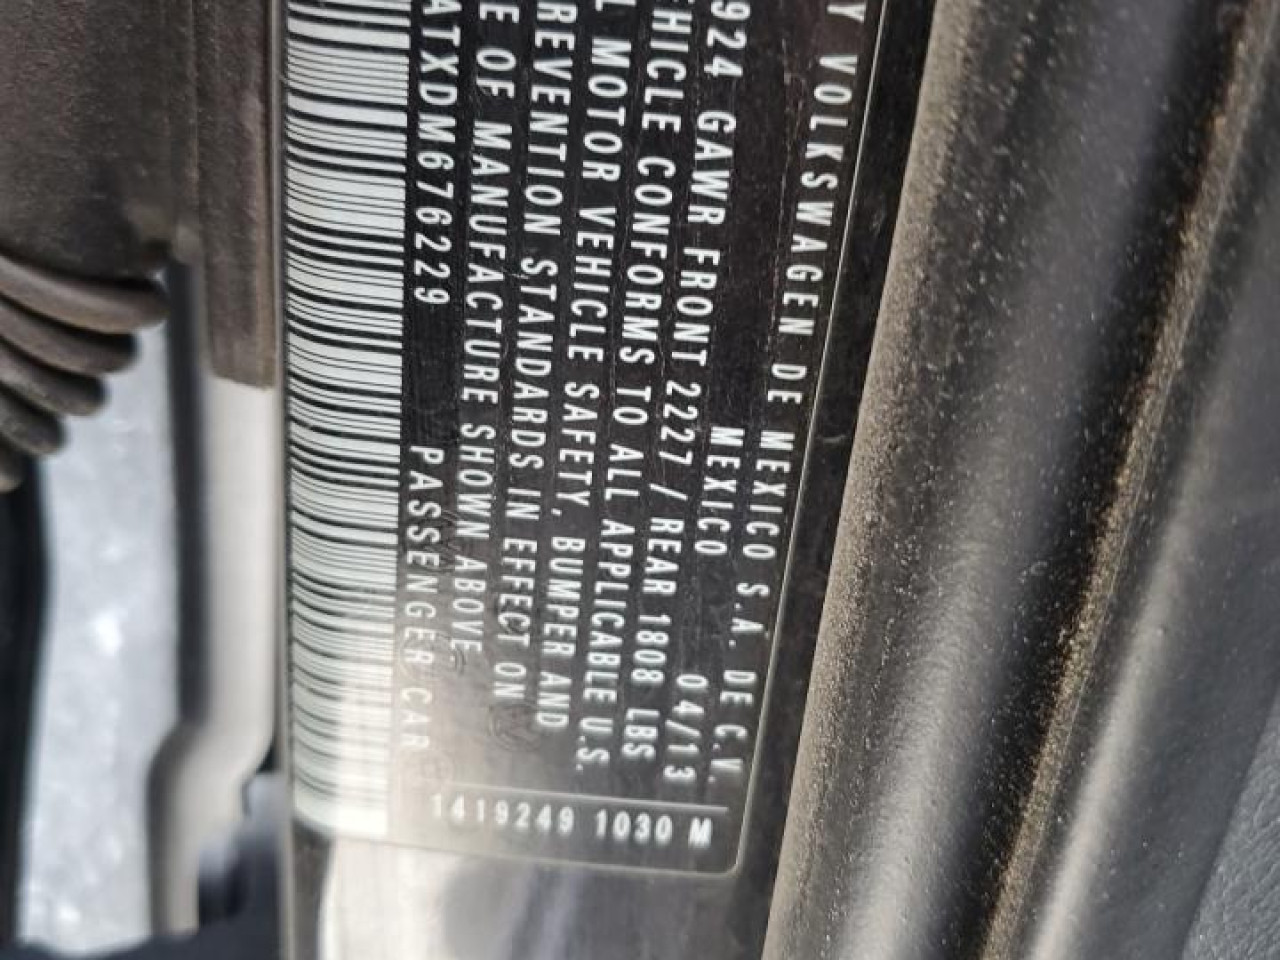 Y VOLKSWAGEN DE MEXICO S.A. DE C.V.
MEXICO 04/13
924 GAWR FRONT 2227 / REAR 1808 LBS
EHICLE CONFORMS TO ALL APPLICABLE U.S.
L MOTOR VEHICLE SAFETY, BUMPER AND
REVENTION STANDARDS IN EFFECT ON
E OF MANUFACTURE SHOWN ABOVE
ATXDM676229 PASSENGER CAR
1419249 1030 M